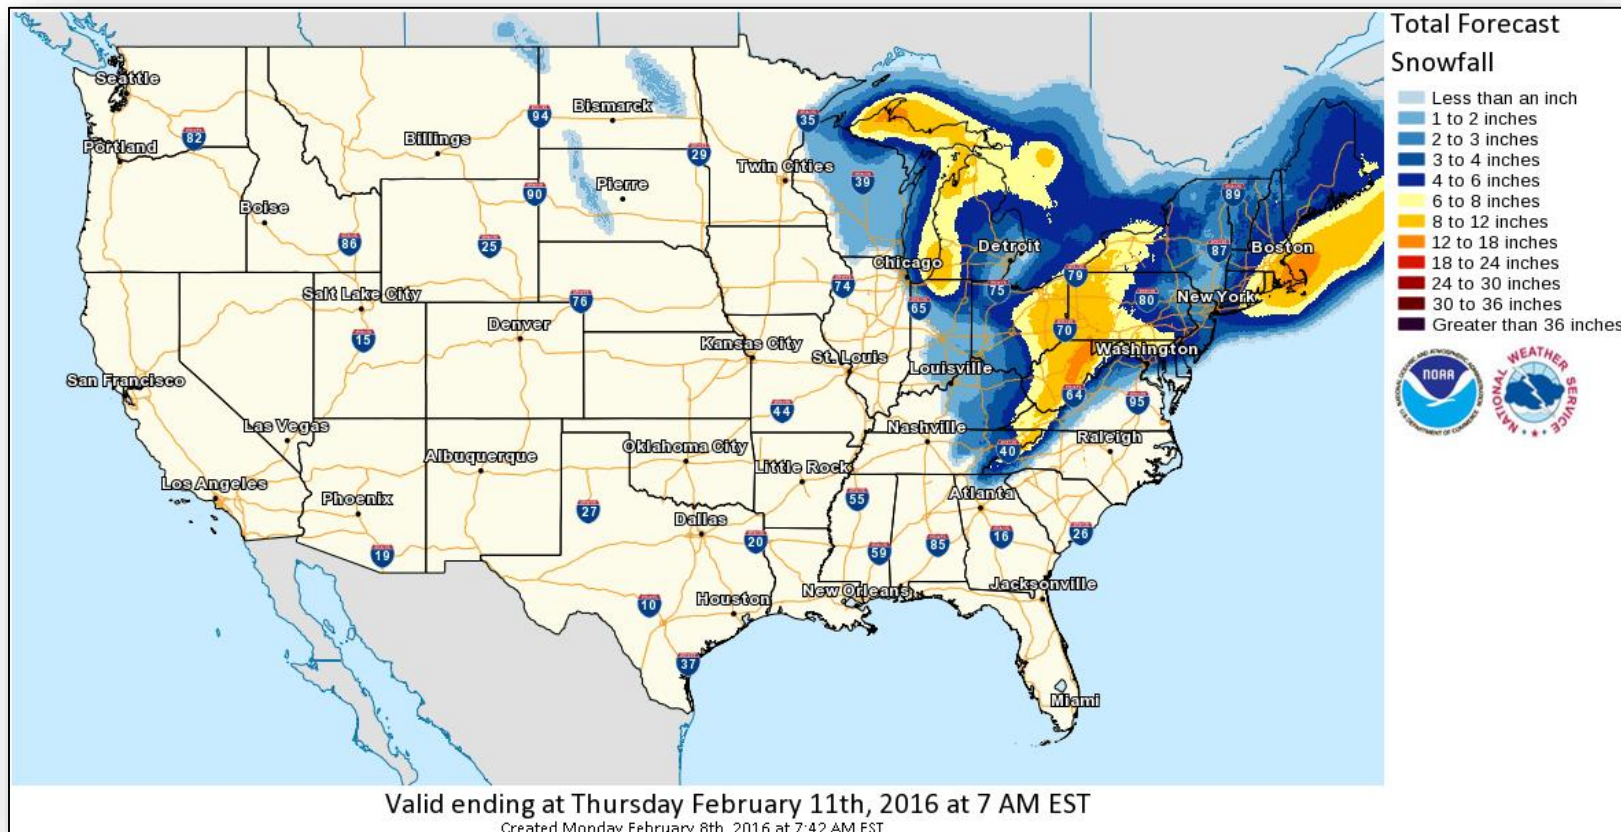 Total Forecast
Snowfall
Less than an inch
1 to 2 inches
2 to 3 inches
3 to 4 inches
4 to 6 inches
6 to 8 inches
8 to 12 inches
12 to 18 inches
18 to 24 inches
24 to 30 inches
30 to 36 inches
Greater than 36 inches
NOAA
NATIONAL OCEANIC AND ATMOSPHERIC ADMINISTRATION
U.S. DEPARTMENT OF COMMERCE
NATIONAL WEATHER SERVICE
Seattle
82
Portland
Boise
86
Billings
94
Bismarck
90
Pierre
29
25
Twin Cities
35
39
Salt Lake City
15
76
Denver
San Francisco
Las Vegas
Los Angeles
Phoenix
19
Albuquerque
Kansas City
St. Louis
44
Oklahoma City
Little Rock
27
Dallas
20
10
Houston
37
Chicago
74
65
Detroit
75
79
80
70
89
87
Boston
New York
Washington
Louisville
64
95
Nashville
40
Raleigh
Atlanta
55
59
85
16
26
New Orleans
Jacksonville
Miami
Valid ending at Thursday February 11th, 2016 at 7 AM EST
Created Monday February 8th, 2016 at 7:42 AM EST